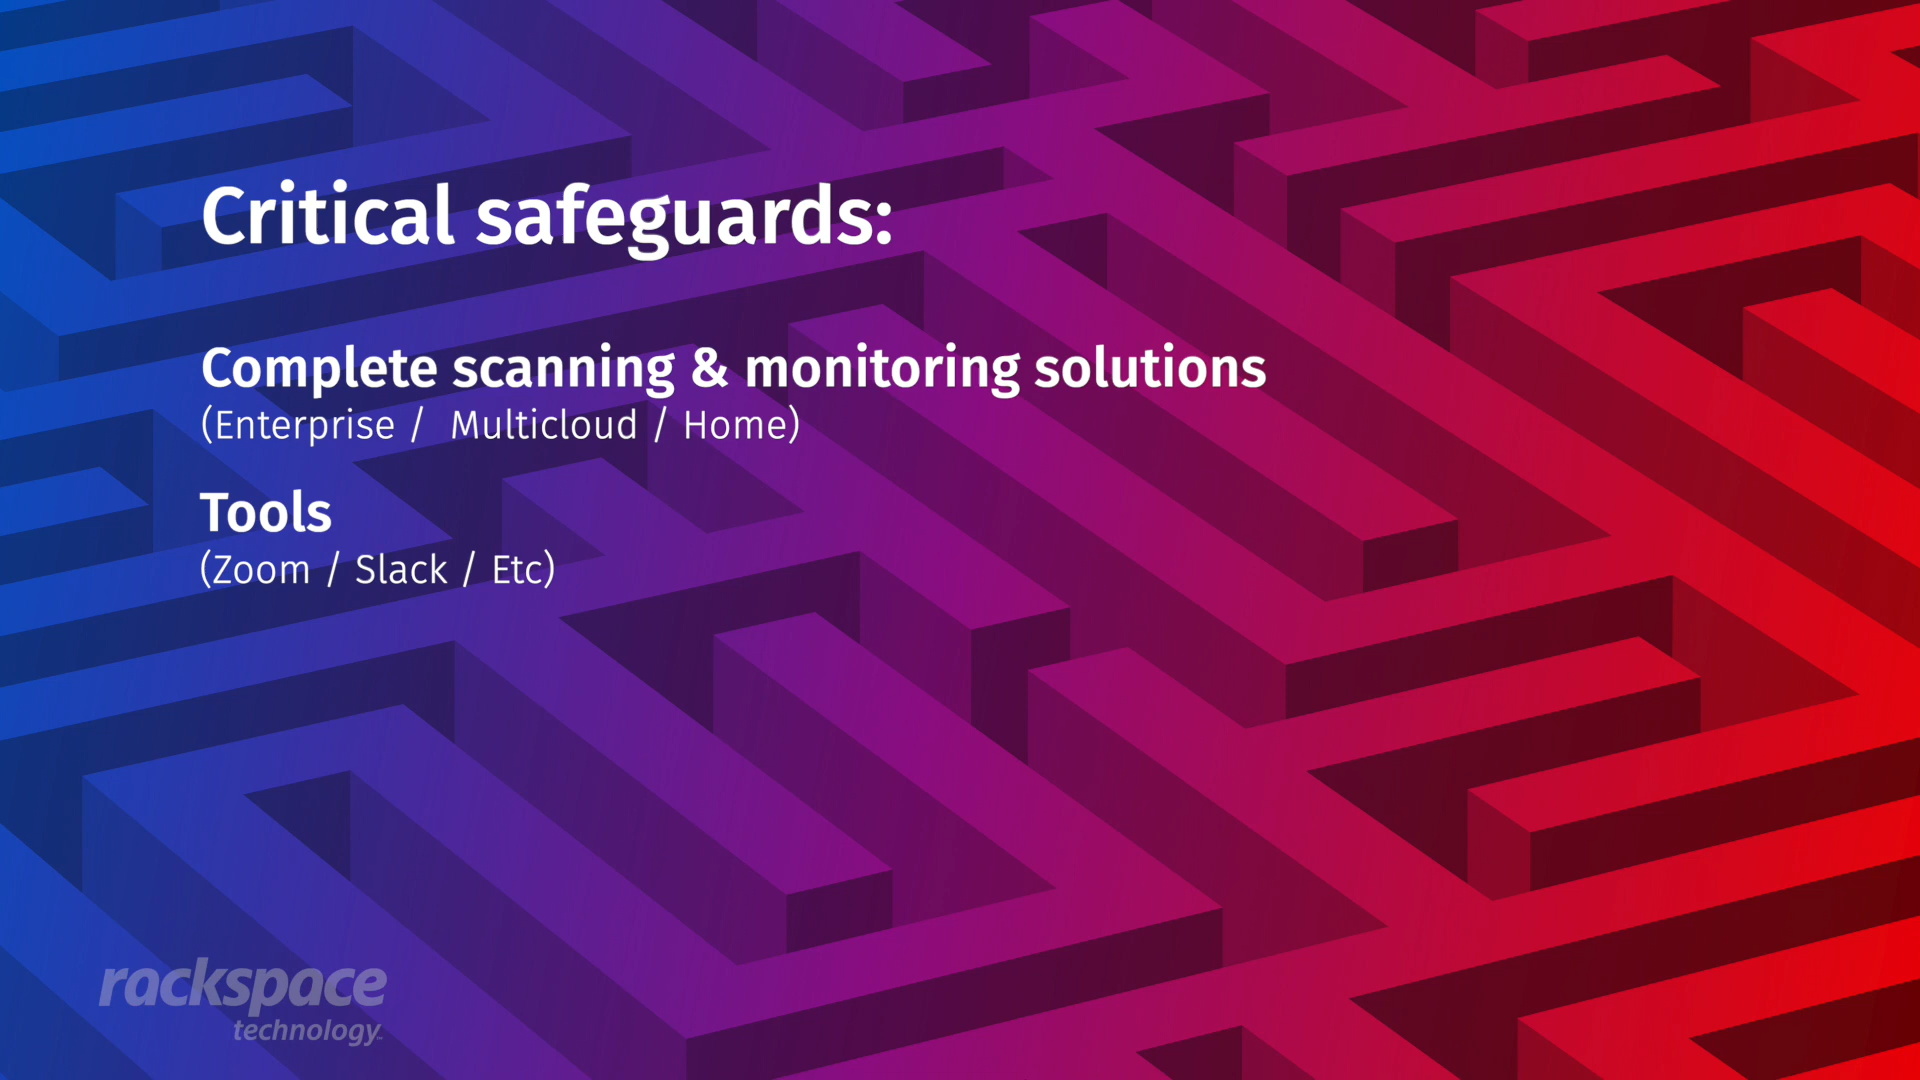 Critical safeguards:
Complete scanning & monitoring solutions
(Enterprise /  Multicloud / Home)
Tools
(Zoom / Slack / Etc)
rackspace
technology